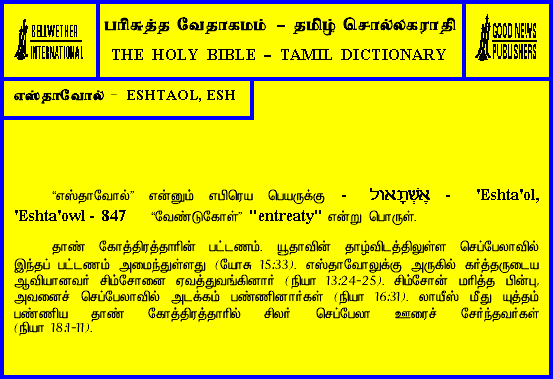 BELLWETHER
INTERNATIONAL
பரிசுத்த வேதாகமம் – தமிழ் சொல்லகராதி
THE HOLY BIBLE – TAMIL DICTIONARY
GOOD NEWS
PUBLISHERS
எஸ்தாவோல் – ESHTAOL, ESH
“எஸ்தாவோல்” என்னும் எபிரெய பெயருக்கு - אֶשְׁתָּאוֹל - 'Eshta'ol,
'Eshta'owl - 847 “வேண்டுகோள்” "entreaty" என்று பொருள்.
தாண் கோத்திரத்தாரின் பட்டணம். யூதாவின் தாழ்விடத்திலுள்ள செப்பேலாவில்
இந்தப் பட்டணம் அமைந்துள்ளது (யோசு 15:33). எஸ்தாவோலுக்கு அருகில் கர்த்தருடைய
ஆவியானவர் சிம்சோனை ஏவத்துவங்கினார் (நியா 13:24-25). சிம்சோன் மரித்த பின்பு,
அவனைச் செப்பேலாவில் அடக்கம் பண்ணினார்கள் (நியா 16:31). லாயீஸ் மீது யுத்தம்
பண்ணிய தாண் கோத்திரத்தாரில் சிலர் செப்பேலா ஊரைச் சேர்ந்தவர்கள்
(நியா 18:1-11).